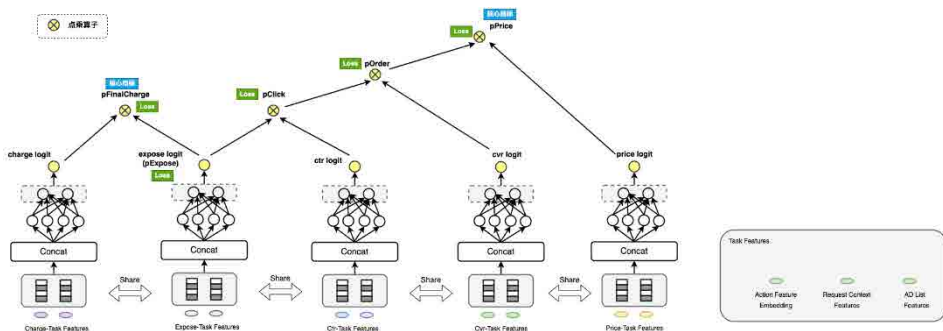 点乘算子
核心指标
pPrice
Loss
Loss
pOrder
核心指标
pFinalCharge
Loss
Loss
pClick
charge logit
expose logit
(pExpose)
Loss
ctr logit
cvr logit
price logit
Concat
Concat
Concat
Concat
Concat
Share
Share
Share
Share
Charge-Task Features
Expose-Task Features
Ctr-Task Features
Cvr-Task Features
Price-Task Features
Task Features
Action Feature
Embedding
Request Context
Features
AD List
Features